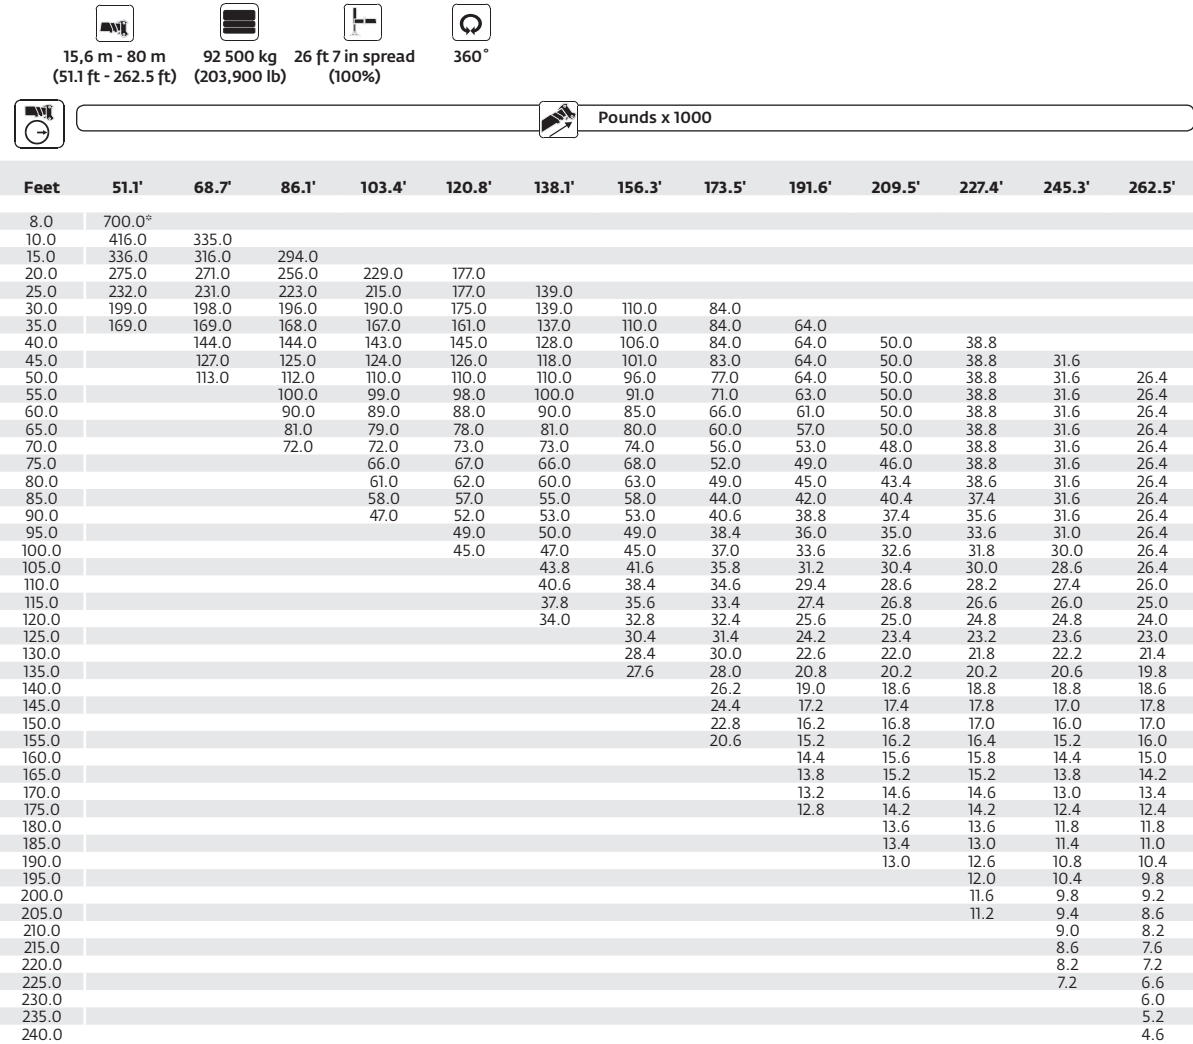 15,6 m - 80 m 92 500 kg 26 ft 7 in spread 360˚
(51.1 ft - 262.5 ft) (203,900 lb) (100%)
Pounds x 1000
Feet 51.1' 68.7' 86.1' 103.4' 120.8' 138.1' 156.3' 173.5' 191.6' 209.5' 227.4' 245.3' 262.5'
8.0 700.0*
10.0 416.0 335.0
15.0 336.0 316.0 294.0
20.0 275.0 271.0 256.0 229.0 177.0
25.0 232.0 231.0 223.0 215.0 177.0 139.0
30.0 199.0 198.0 196.0 190.0 175.0 139.0 110.0 84.0
35.0 169.0 169.0 168.0 167.0 161.0 137.0 110.0 84.0 64.0
40.0 144.0 144.0 143.0 145.0 128.0 106.0 84.0 64.0 50.0 38.8
45.0 127.0 125.0 124.0 126.0 118.0 101.0 83.0 64.0 50.0 38.8 31.6
50.0 113.0 112.0 110.0 110.0 110.0 96.0 77.0 64.0 50.0 38.8 31.6 26.4
55.0 100.0 99.0 98.0 100.0 91.0 71.0 63.0 50.0 38.8 31.6 26.4
60.0 90.0 89.0 88.0 90.0 85.0 66.0 61.0 50.0 38.8 31.6 26.4
65.0 81.0 79.0 78.0 81.0 80.0 60.0 57.0 50.0 38.8 31.6 26.4
70.0 72.0 72.0 73.0 73.0 74.0 56.0 53.0 48.0 38.8 31.6 26.4
75.0 66.0 67.0 66.0 68.0 52.0 49.0 46.0 38.8 31.6 26.4
80.0 61.0 62.0 60.0 63.0 49.0 45.0 43.4 38.6 31.6 26.4
85.0 58.0 57.0 55.0 58.0 44.0 42.0 40.4 37.4 31.6 26.4
90.0 47.0 52.0 53.0 53.0 40.6 38.8 37.4 35.6 31.6 26.4
95.0 49.0 50.0 49.0 38.4 36.0 35.0 33.6 31.0 26.4
100.0 45.0 47.0 45.0 37.0 33.6 32.6 31.8 30.0 26.4
105.0 43.8 41.6 35.8 31.2 30.4 30.0 28.6 26.4
110.0 40.6 38.4 34.6 29.4 28.6 28.2 27.4 26.0
115.0 37.8 35.6 33.4 27.4 26.8 26.6 26.0 25.0
120.0 34.0 32.8 32.4 25.6 25.0 24.8 24.8 24.0
125.0 30.4 31.4 24.2 23.4 23.2 23.6 23.0
130.0 28.4 30.0 22.6 22.0 21.8 22.2 21.4
135.0 27.6 28.0 20.8 20.2 20.2 20.6 19.8
140.0 26.2 19.0 18.6 18.8 18.8 18.6
145.0 24.4 17.2 17.4 17.8 17.0 17.8
150.0 22.8 16.2 16.8 17.0 16.0 17.0
155.0 20.6 15.2 16.2 16.4 15.2 16.0
160.0 14.4 15.6 15.8 14.4 15.0
165.0 13.8 15.2 15.2 13.8 14.2
170.0 13.2 14.6 14.6 13.0 13.4
175.0 12.8 14.2 14.2 12.4 12.4
180.0 13.6 13.6 11.8 11.8
185.0 13.4 13.0 11.4 11.0
190.0 13.0 12.6 10.8 10.4
195.0 12.0 10.4 9.8
200.0 11.6 9.8 9.2
205.0 11.2 9.4 8.6
210.0 9.0 8.2
215.0 8.6 7.6
220.0 8.2 7.2
225.0 7.2 6.6
230.0 6.0
235.0 5.2
240.0 4.6